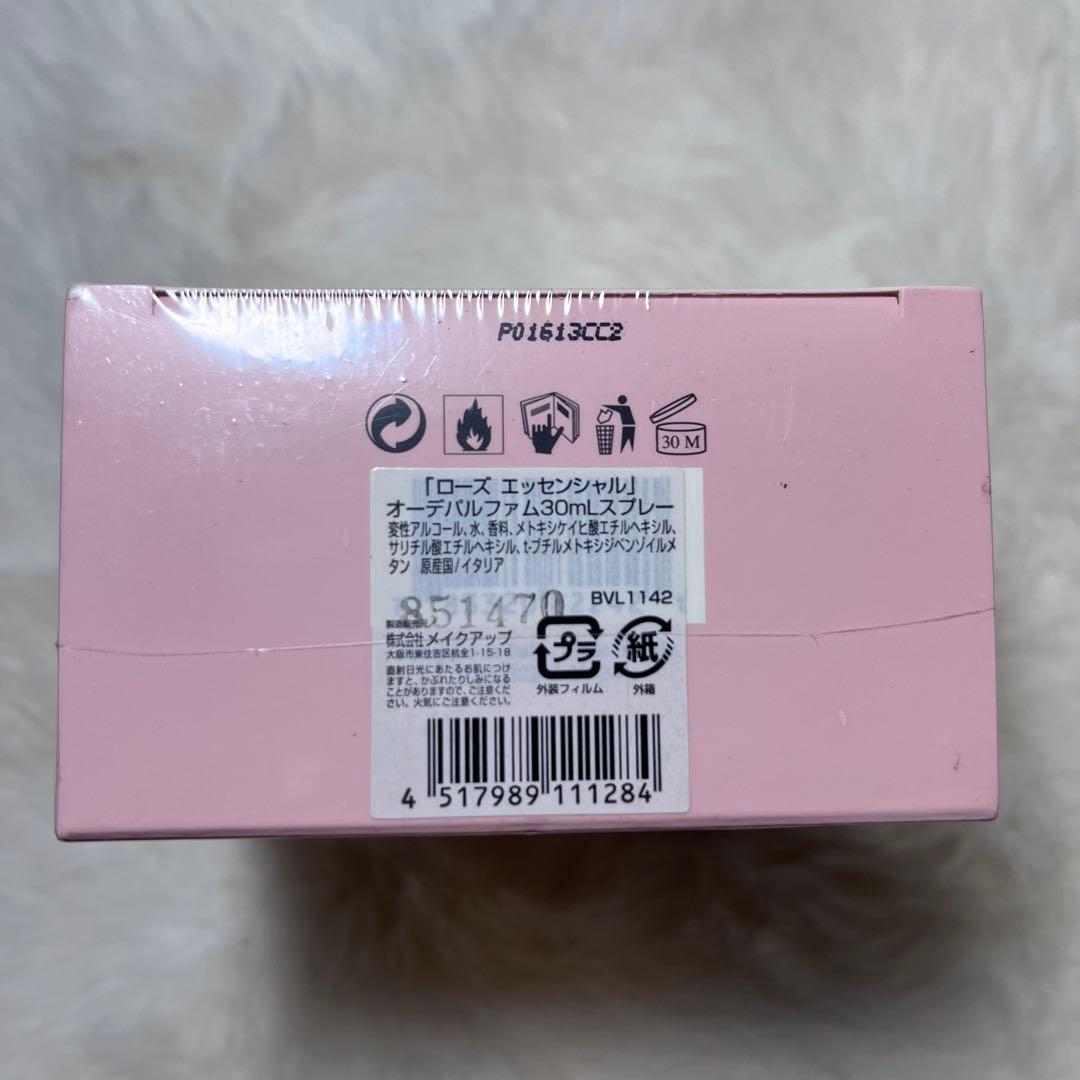 P01613CC2
30 M
「ローズ エッセンシャル」
オーデパルファム30mLスプレー
変性アルコール、水、香料、メトキシケイヒ酸エチルヘキシル、
サリチル酸エチルヘキシル、t-ブチルメトキシジベンゾイルメ
タン 原産国/イタリア
851470 BVL1142
製造販売元
株式会社 メイクアップ
大阪市東住吉区杭全1-15-18
プラ 紙
外装フィルム 外箱
直射日光にあたるお肌につけ
ますと、かぶれたりしみになる
ことがありますので、ご注意くだ
さい。火気にご注意ください。
4 517989 111284